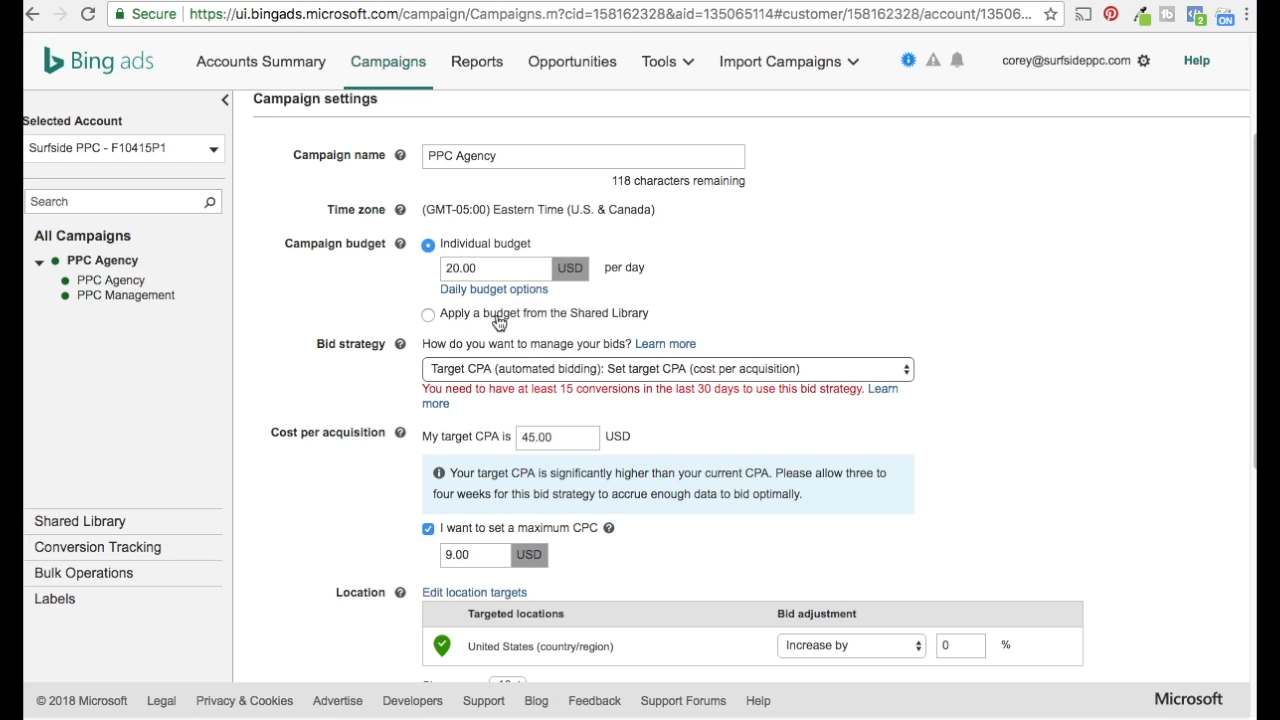 Secure https://ui.bingads.microsoft.com/campaign/Campaigns.m?cid=158162328&aid=135065114#customer/158162328/account/13506...
2
ON
Bing ads
Accounts Summary
Campaigns
Reports
Opportunities
Tools
Import Campaigns
corey@surfsideppc.com
Help
Selected Account
Surfside PPC - F10415P1
Search
All Campaigns
PPC Agency
PPC Agency
PPC Management
Shared Library
Conversion Tracking
Bulk Operations
Labels
Campaign settings
Campaign name
PPC Agency
118 characters remaining
Time zone
(GMT-05:00) Eastern Time (U.S. & Canada)
Campaign budget
Individual budget
20.00 USD per day
Daily budget options
Apply a budget from the Shared Library
Bid strategy
How do you want to manage your bids? Learn more
Target CPA (automated bidding): Set target CPA (cost per acquisition)
You need to have at least 15 conversions in the last 30 days to use this bid strategy. Learn
more
Cost per acquisition
My target CPA is 45.00 USD
Your target CPA is significantly higher than your current CPA. Please allow three to
four weeks for this bid strategy to accrue enough data to bid optimally.
I want to set a maximum CPC
9.00 USD
Location
Edit location targets
Targeted locations Bid adjustment
United States (country/region) Increase by 0 %
© 2018 Microsoft Legal Privacy & Cookies Advertise Developers Support Blog Feedback Support Forums Help
Microsoft